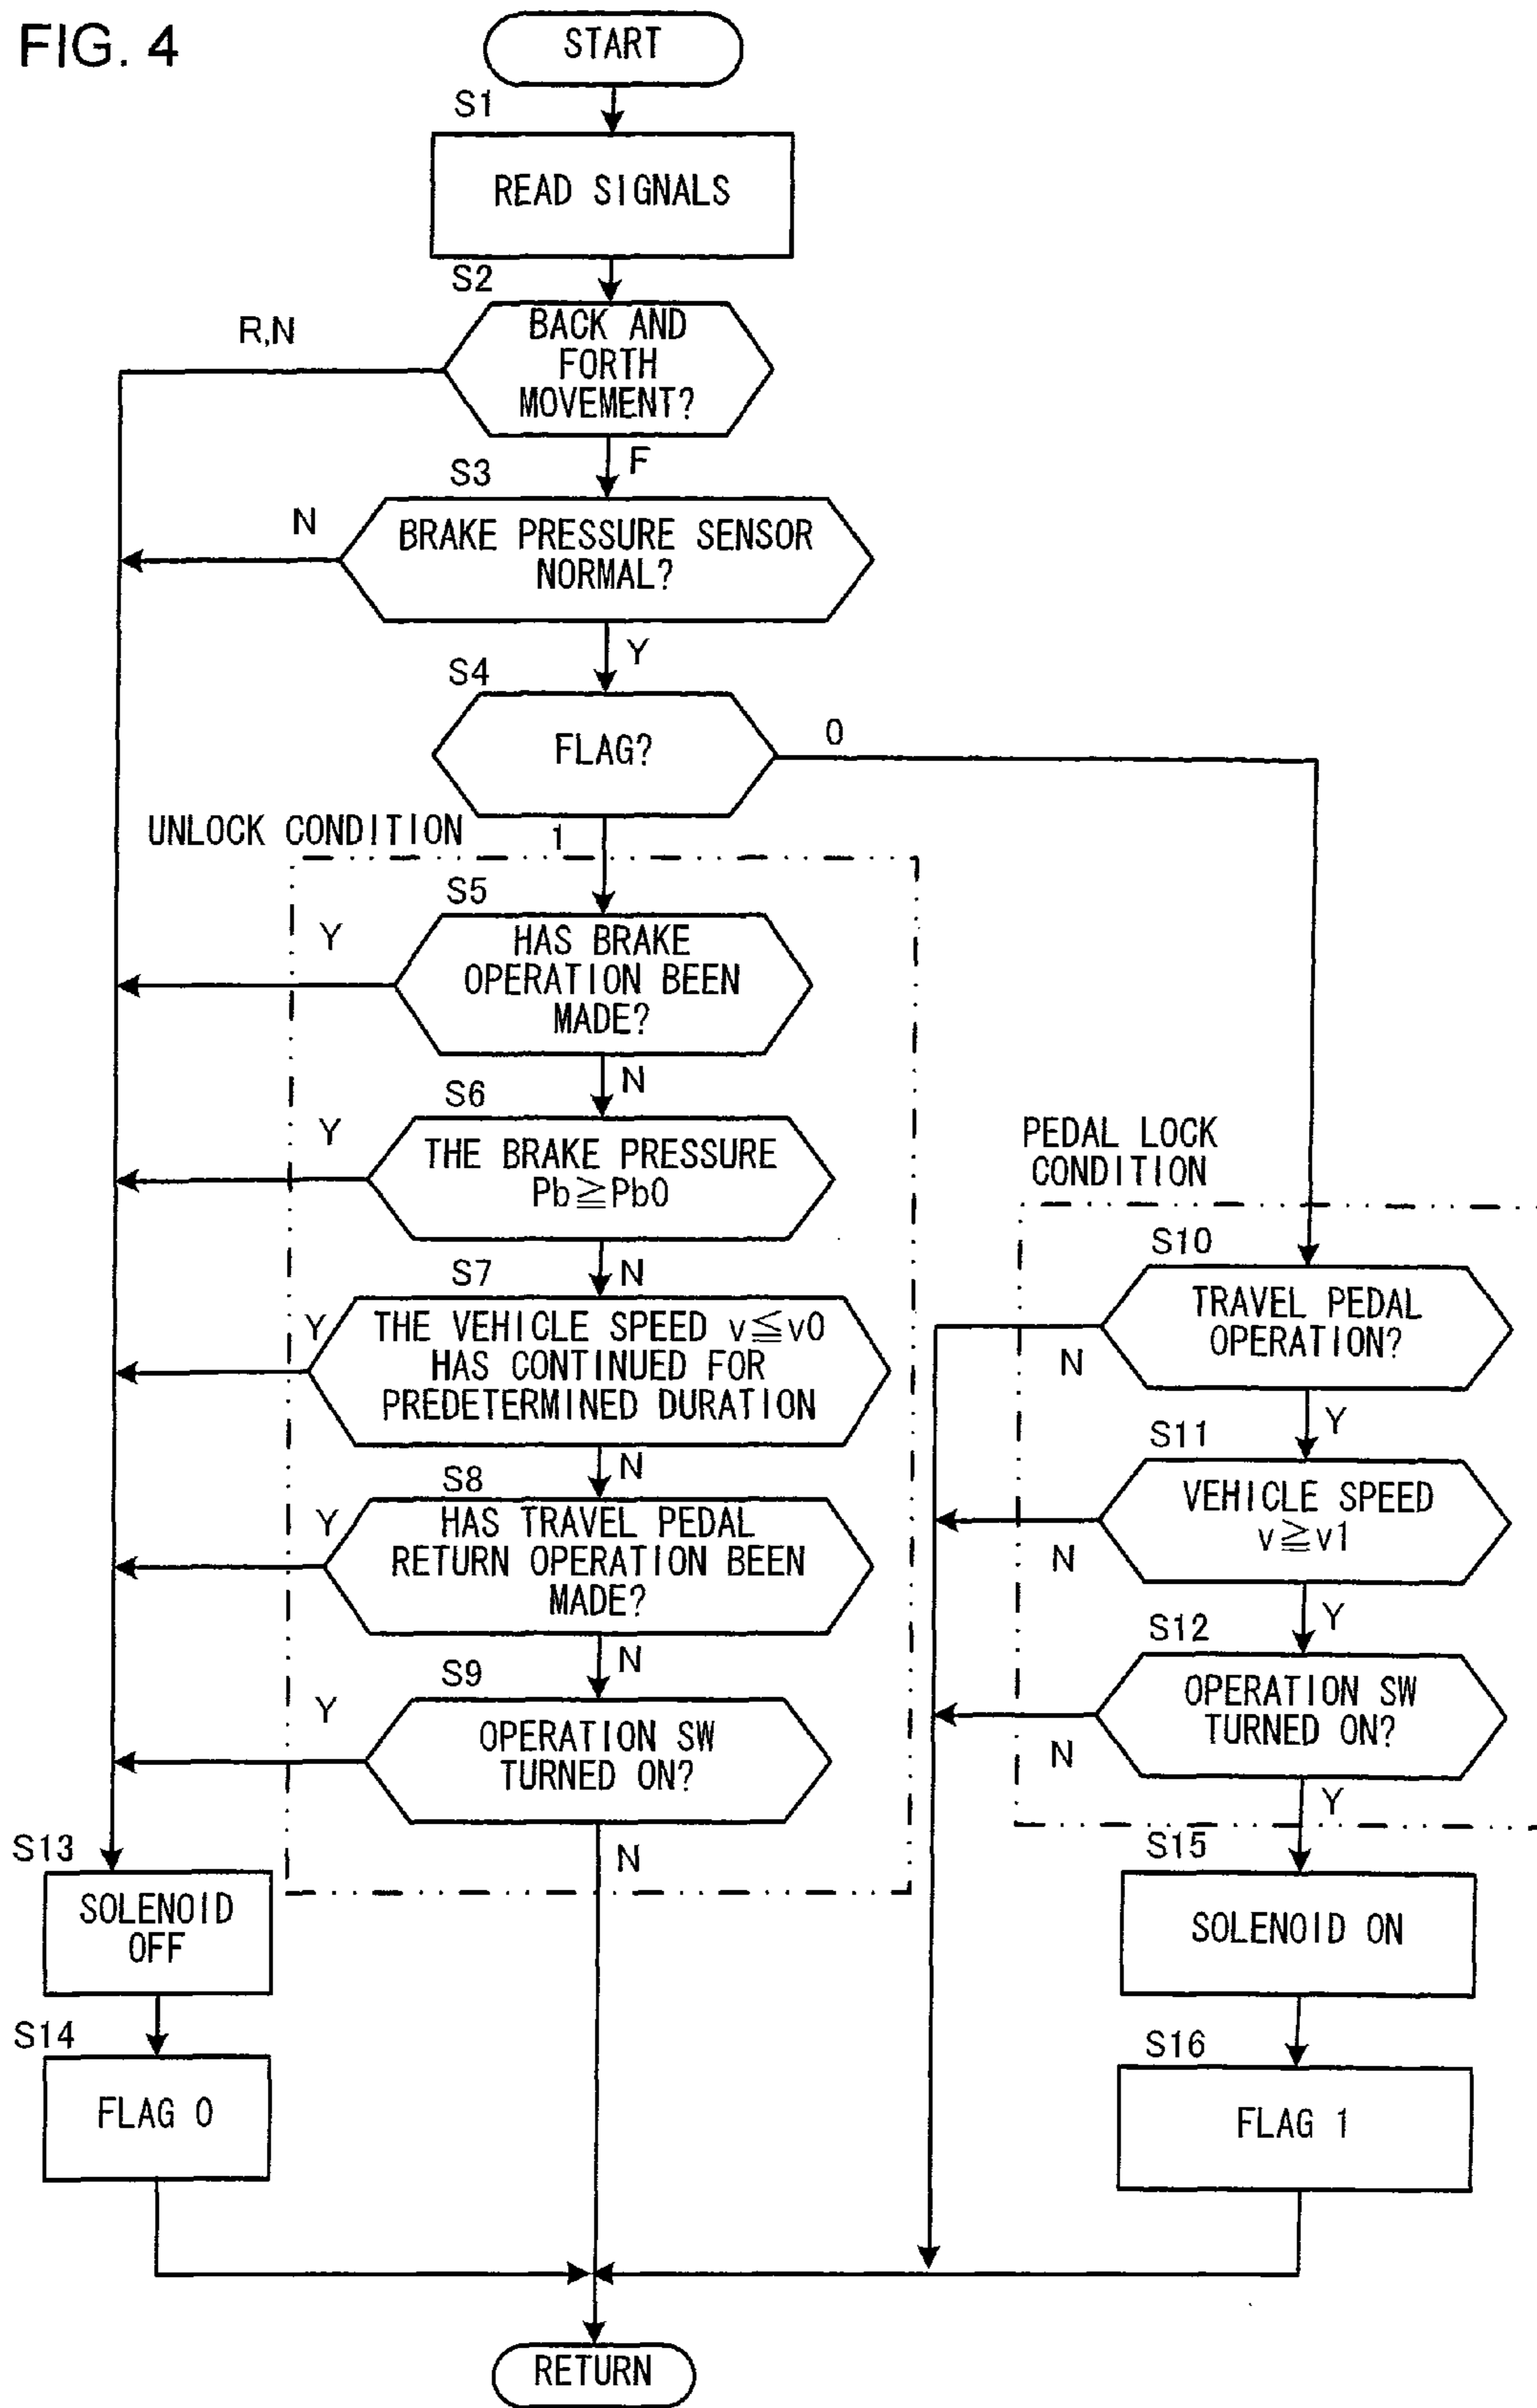 FIG. 4
START
S1
READ SIGNALS
S2
BACK AND
FORTH
MOVEMENT?
R,N
F
S3
BRAKE PRESSURE SENSOR
NORMAL?
N
Y
S4
FLAG?
0
1
UNLOCK CONDITION
S5
HAS BRAKE
OPERATION BEEN
MADE?
Y
N
S6
THE BRAKE PRESSURE
Pb≧Pb0
Y
N
S7
THE VEHICLE SPEED v≦v0
HAS CONTINUED FOR
PREDETERMINED DURATION
Y
N
S8
HAS TRAVEL PEDAL
RETURN OPERATION BEEN
MADE?
Y
N
S9
OPERATION SW
TURNED ON?
Y
N
PEDAL LOCK
CONDITION
S10
TRAVEL PEDAL
OPERATION?
N
Y
S11
VEHICLE SPEED
v≧v1
N
Y
S12
OPERATION SW
TURNED ON?
N
Y
S13
SOLENOID
OFF
S14
FLAG 0
S15
SOLENOID ON
S16
FLAG 1
RETURN